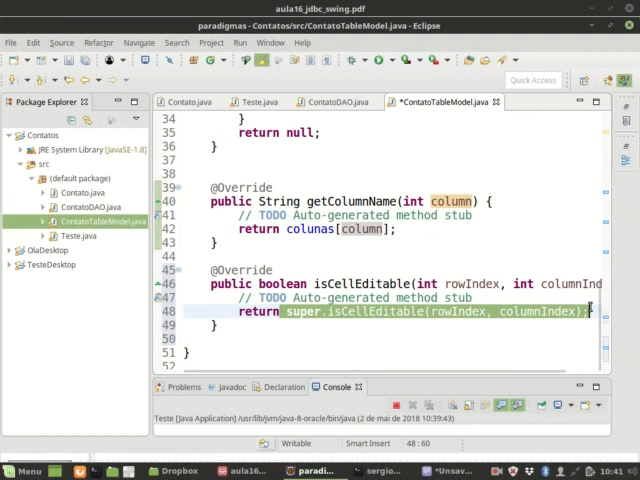 aula16_jdbc_swing.pdf
paradigmas - Contatos/src/ContatoTableModel.java - Eclipse
File Edit Source Refactor Navigate Search Project Run Window Help
Quick Access
Package Explorer
Contato.java Teste.java ContatoDAO.java *ContatoTableModel.java
Contatos
JRE System Library [JavaSE-1.8]
src
(default package)
Contato.java
ContatoDAO.java
ContatoTableModel.java
Teste.java
OlaDesktop
TesteDesktop
34 }
35 return null;
36 }
37
38
39 @Override
40 public String getColumnName(int column) {
41 // TODO Auto-generated method stub
42 return colunas[column];
43 }
44
45 @Override
46 public boolean isCellEditable(int rowIndex, int columnInd
47 // TODO Auto-generated method stub
48 return super.isCellEditable(rowIndex, columnIndex);
49 }
50
51 }
52
Problems Javadoc Declaration Console
Teste [Java Application] /usr/lib/jvm/java-8-oracle/bin/java (2 de mai de 2018 10:39:43)
Writable Smart Insert 48 : 60
Menu Dropbox aula16... paradi... sergio... *Unsav... 10:41